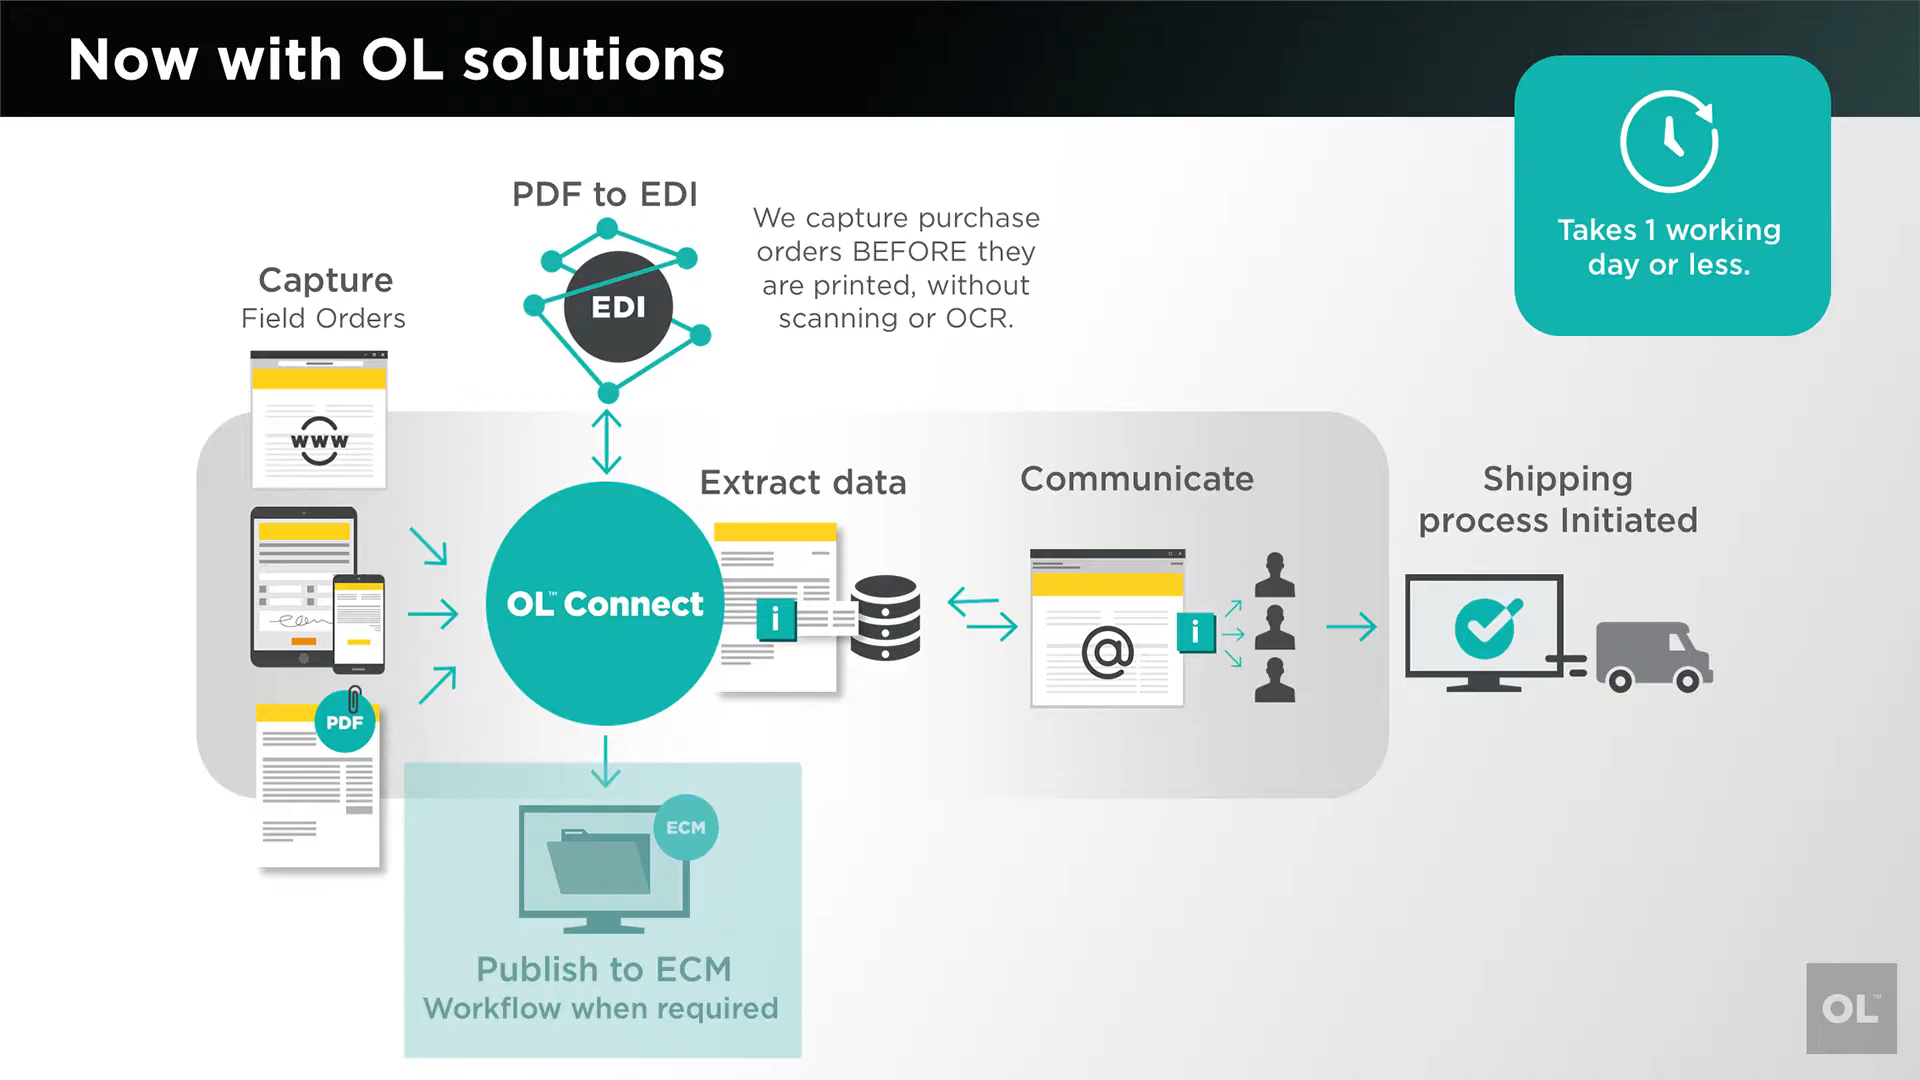 Now with OL solutions
Takes 1 working
day or less.
PDF to EDI
We capture purchase
orders BEFORE they
are printed, without
scanning or OCR.
EDI
Capture
Field Orders
www
PDF
OL™ Connect
Extract data
i
Communicate
@
i
Shipping
process Initiated
ECM
Publish to ECM
Workflow when required
OL™